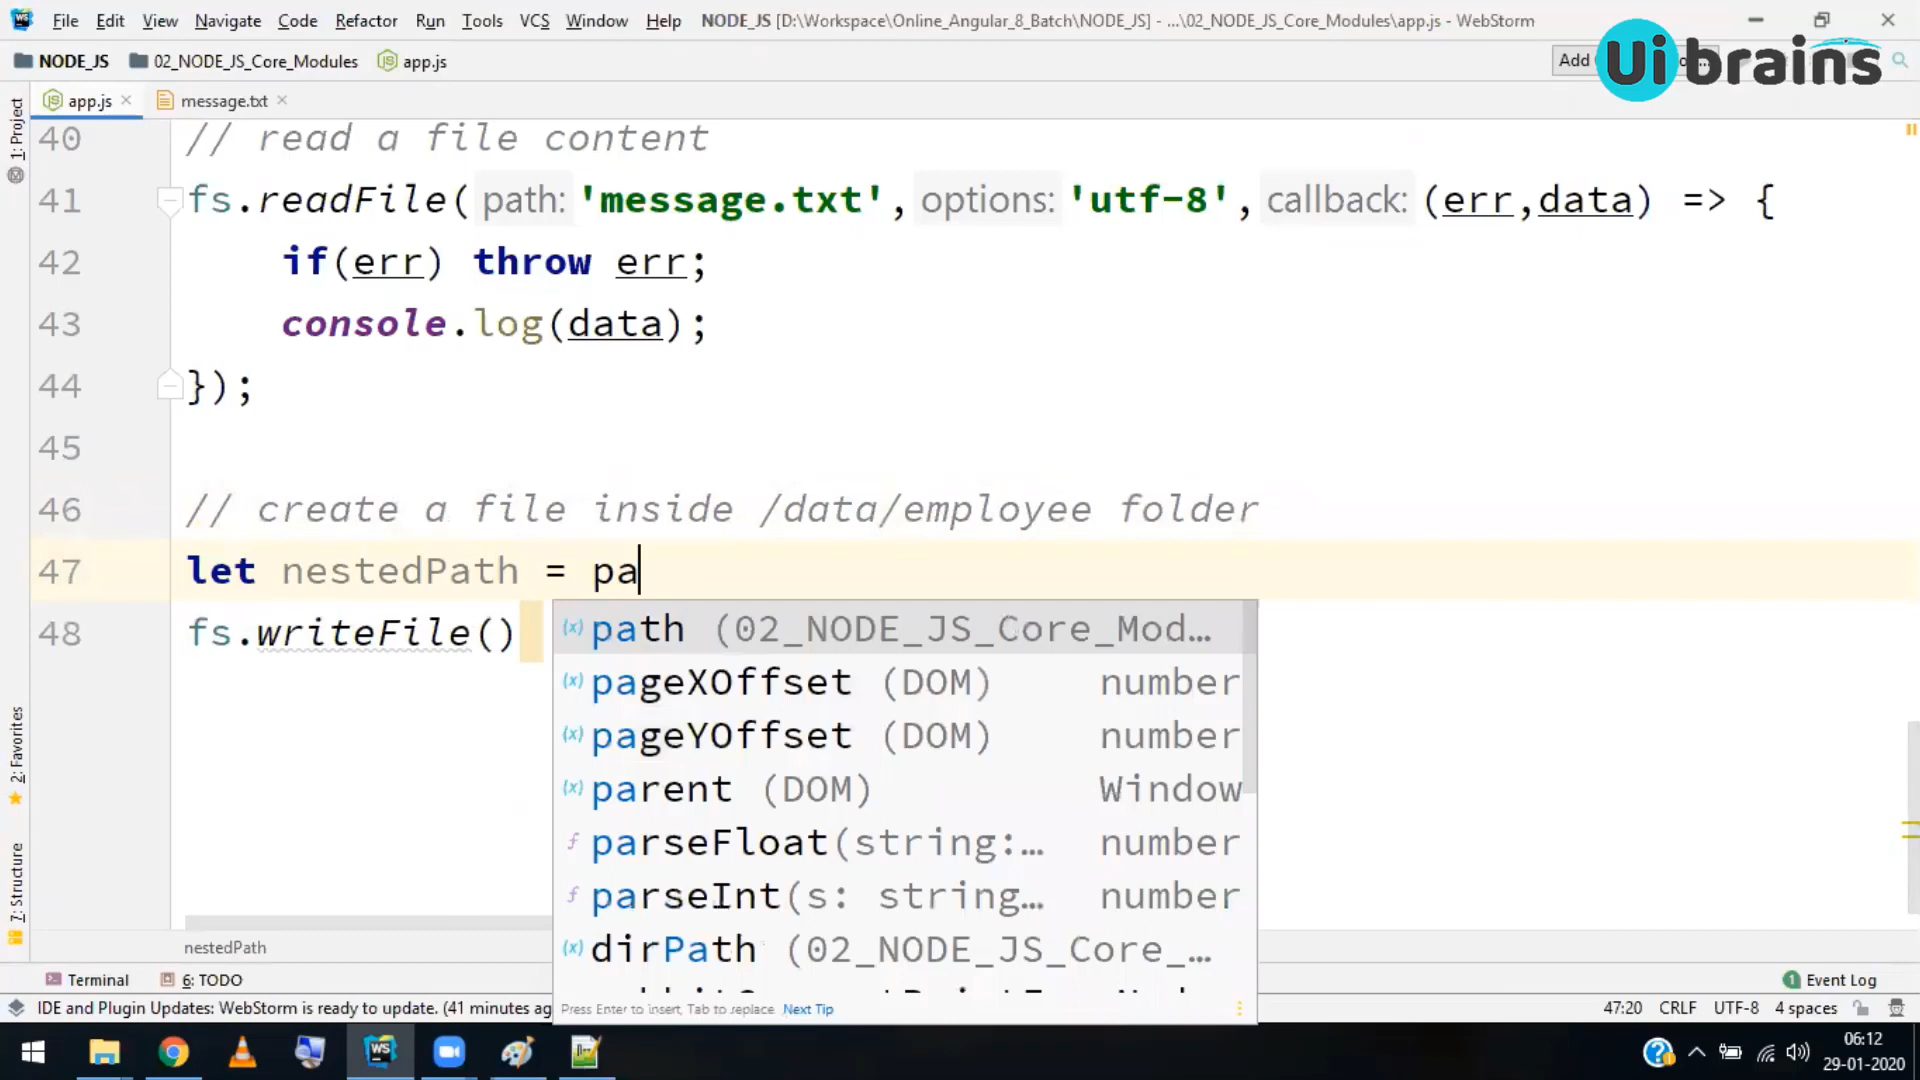 File Edit View Navigate Code Refactor Run Tools VCS Window Help NODE_JS [D:\Workspace\Online_Angular_8_Batch\NODE_JS] - ...\02_NODE_JS_Core_Modules\app.js - WebStorm
NODE_JS 02_NODE_JS_Core_Modules app.js Add
Uibrains
app.js message.txt
1: Project
40 // read a file content
41 fs.readFile( path: 'message.txt', options: 'utf-8', callback: (err,data) => {
42 if(err) throw err;
43 console.log(data);
44 });
45
46 // create a file inside /data/employee folder
47 let nestedPath = pa
48 fs.writeFile()
path (02_NODE_JS_Core_Mod...
pageXOffset (DOM) number
pageYOffset (DOM) number
parent (DOM) Window
parseFloat(string:... number
parseInt(s: string... number
dirPath (02_NODE_JS_Core_...
Press Enter to insert, Tab to replace Next Tip
2: Favorites
7: Structure
nestedPath
Terminal 6: TODO 1 Event Log
IDE and Plugin Updates: WebStorm is ready to update. (41 minutes ag 47:20 CRLF UTF-8 4 spaces
WS
06:12
29-01-2020